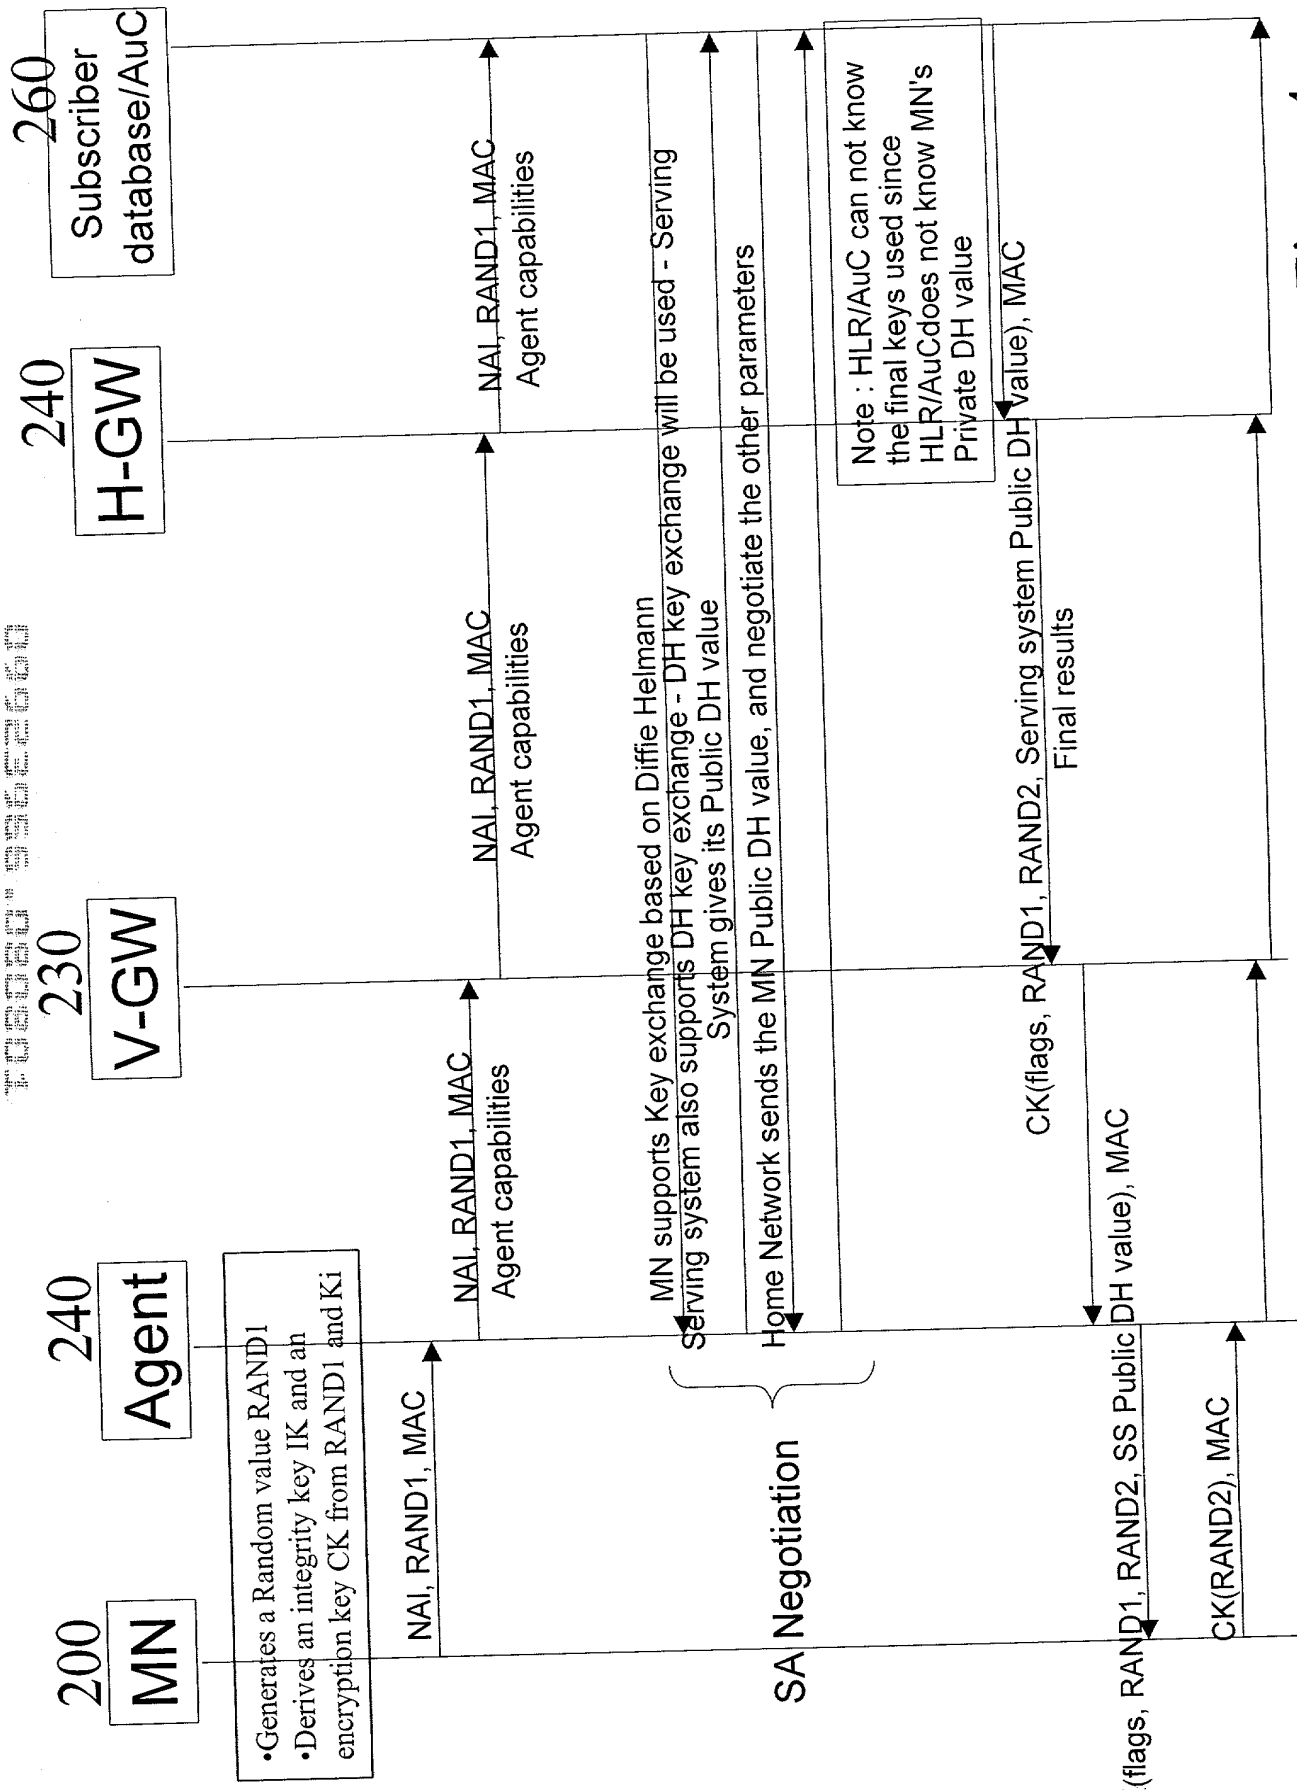 200
MN
240
Agent
230
V-GW
240
H-GW
260
Subscriber
database/AuC
•Generates a Random value RAND1
•Derives an integrity key IK and an
encryption key CK from RAND1 and Ki
NAI, RAND1, MAC
NAI, RAND1, MAC
Agent capabilities
NAI, RAND1, MAC
Agent capabilities
NAI, RAND1, MAC
Agent capabilities
SA Negotiation
MN supports Key exchange based on Diffie Helmann
Serving system also supports DH key exchange - DH key exchange will be used - Serving
System gives its Public DH value
Home Network sends the MN Public DH value, and negotiate the other parameters
Note : HLR/AuC can not know
the final keys used since
HLR/AuCdoes not know MN's
Private DH value
CK(flags, RAND1, RAND2, Serving system Public DH value), MAC
Final results
(flags, RAND1, RAND2, SS Public DH value), MAC
CK(RAND2), MAC